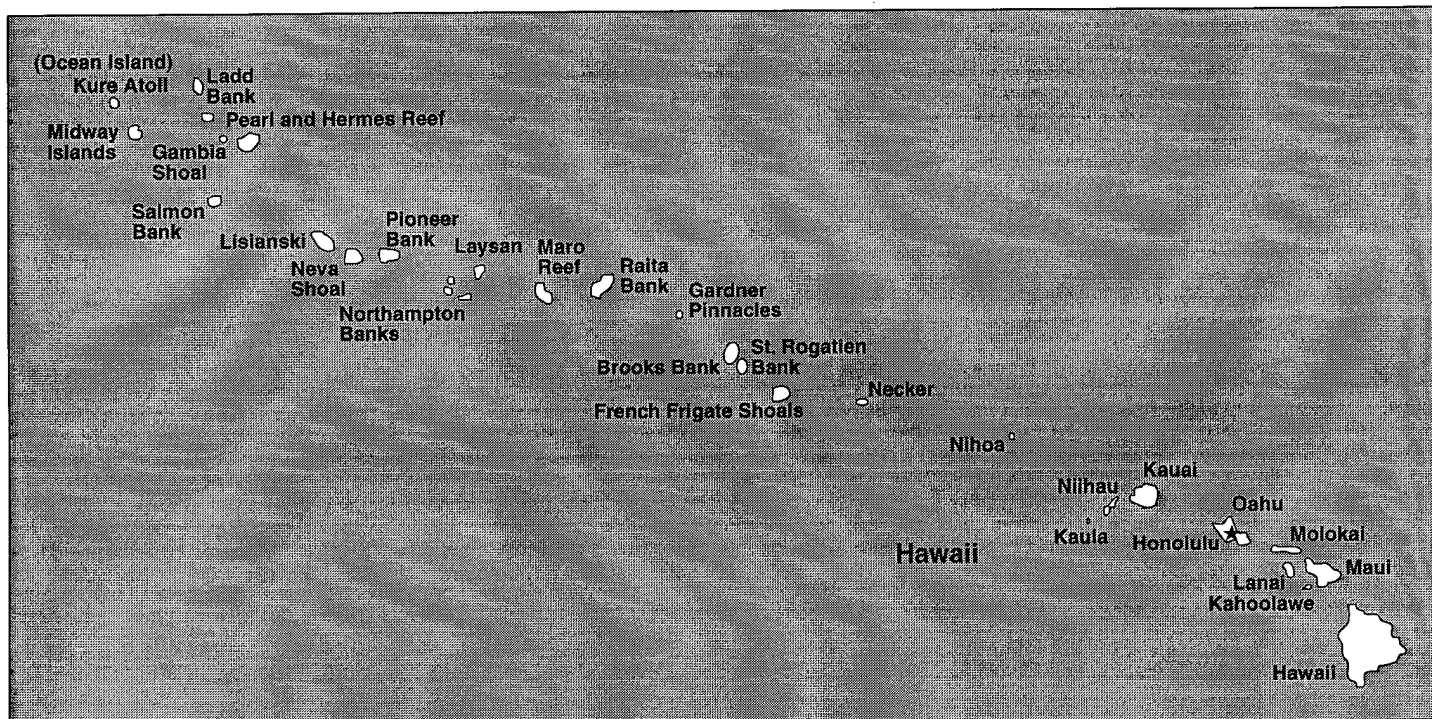 (Ocean Island)
Kure Atoll
Ladd
Bank
Midway
Islands
Pearl and Hermes Reef
Gambia
Shoal
Salmon
Bank
Lisianski
Neva
Shoal
Pioneer
Bank
Laysan
Northampton
Banks
Maro
Reef
Raita
Bank
Gardner
Pinnacles
Brooks Bank
St. Rogatien
Bank
French Frigate Shoals
Necker
Nihoa
Niihau
Kauai
Kaula
Oahu
Honolulu
Molokai
Hawaii
Lanai
Maui
Kahoolawe
Hawaii